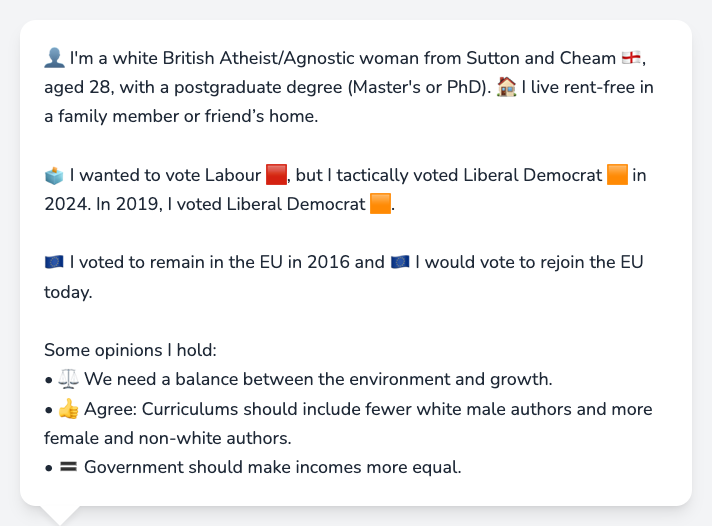 👤 I'm a white British Atheist/Agnostic woman from Sutton and Cheam 🏴󠁧󠁢󠁥󠁮󠁧󠁿,
aged 28, with a postgraduate degree (Master's or PhD). 🏠 I live rent-free in
a family member or friend’s home.
🗳️ I wanted to vote Labour 🟥, but I tactically voted Liberal Democrat 🟧 in
2024. In 2019, I voted Liberal Democrat 🟧.
🇪🇺 I voted to remain in the EU in 2016 and 🇪🇺 I would vote to rejoin the EU
today.
Some opinions I hold:
• ⚖️ We need a balance between the environment and growth.
• 👍 Agree: Curriculums should include fewer white male authors and more
female and non-white authors.
• 🟰 Government should make incomes more equal.